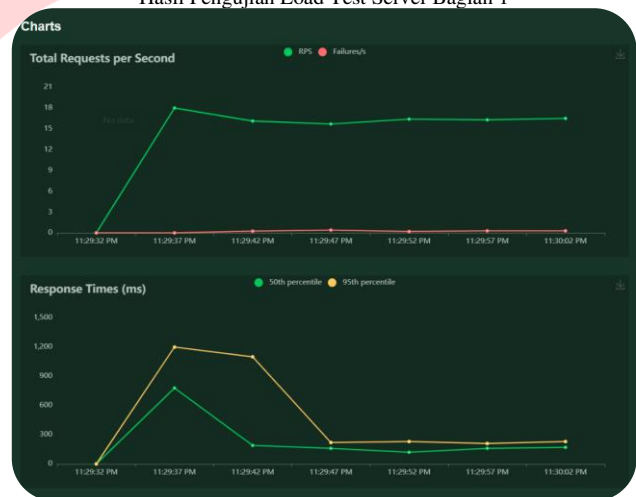 Hasil Pengujian Load Test Server Bagian 1
Charts
Total Requests per Second
RPS Failures/s
21
18
No data
15
12
9
6
3
0
11:29:32 PM 11:29:37 PM 11:29:42 PM 11:29:47 PM 11:29:52 PM 11:29:57 PM 11:30:02 PM
Response Times (ms)
50th percentile 95th percentile
1,500
1,200
900
600
300
0
11:29:32 PM 11:29:37 PM 11:29:42 PM 11:29:47 PM 11:29:52 PM 11:29:57 PM 11:30:02 PM